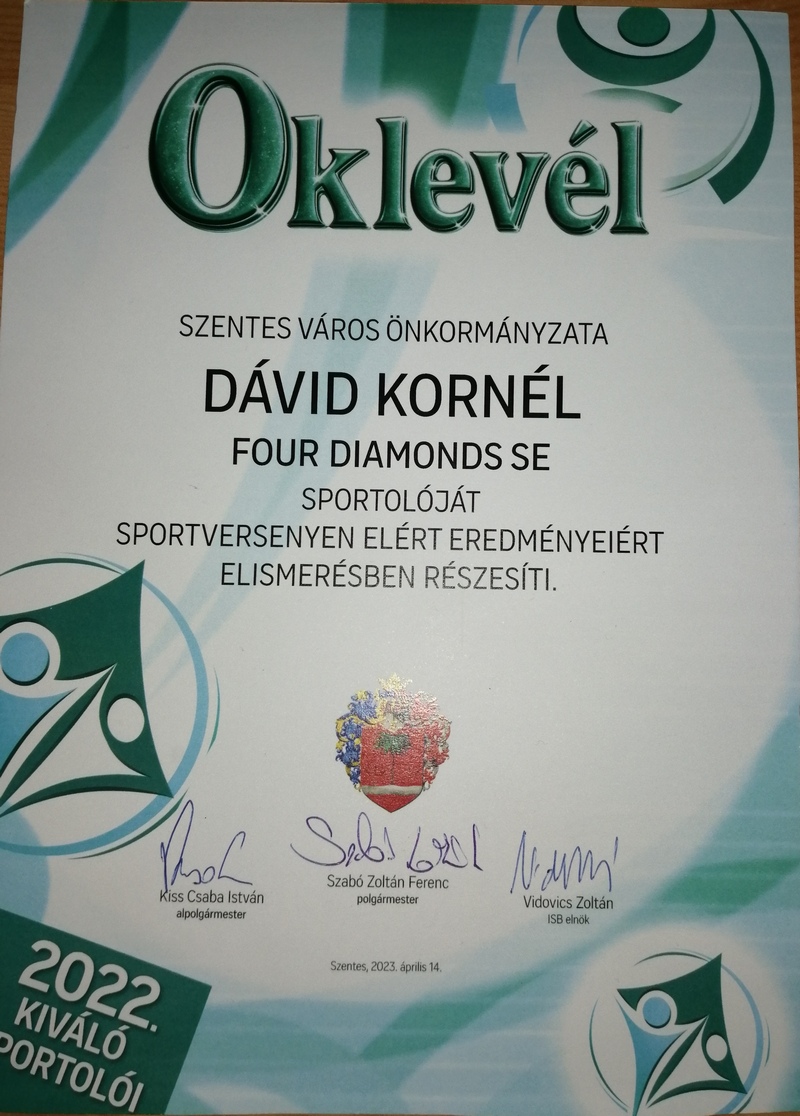 Oklevél
SZENTES VÁROS ÖNKORMÁNYZATA
DÁVID KORNÉL
FOUR DIAMONDS SE
SPORTOLÓJÁT
SPORTVERSENYEN ELÉRT EREDMÉNYEIÉRT
ELISMERÉSBEN RÉSZESÍTI.
Kiss Csaba István
alpolgármester
Szabó Zoltán Ferenc
polgármester
Vidovics Zoltán
ISB elnök
Szentes, 2023. április 14.
2022.
KIVÁLÓ
PORTOLÓI